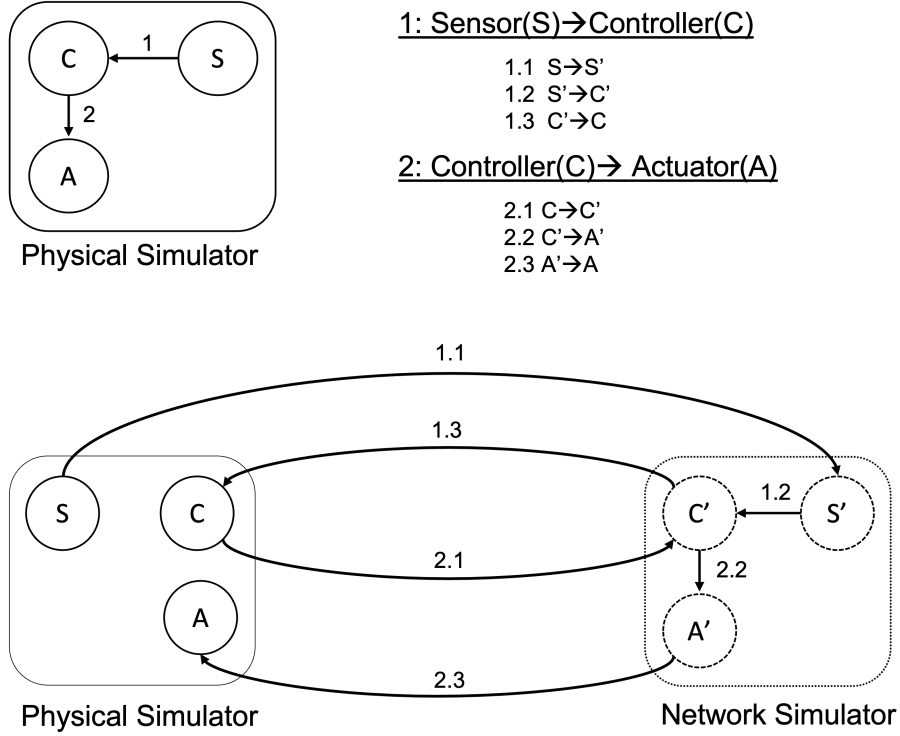 C
1
S
2
A
Physical Simulator
1: Sensor(S)→Controller(C)
1.1 S→S’
1.2 S’→C’
1.3 C’→C
2: Controller(C)→ Actuator(A)
2.1 C→C’
2.2 C’→A’
2.3 A’→A
1.1
1.3
S
C
C’
1.2
S’
2.1
2.2
A
A’
2.3
Physical Simulator
Network Simulator